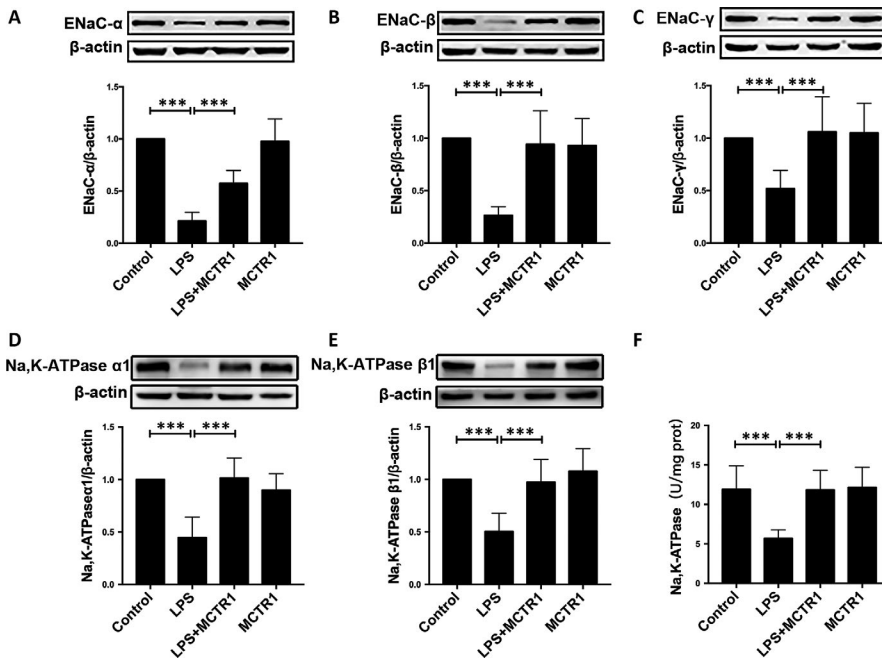 A
ENaC-α
β-actin
ENaC-α/β-actin
1.5
1.0
0.5
0.0
*** ***
Control
LPS
LPS+MCTR1
MCTR1
B
ENaC-β
β-actin
ENaC-β/β-actin
1.5
1.0
0.5
0.0
*** ***
Control
LPS
LPS+MCTR1
MCTR1
C
ENaC-γ
β-actin
ENaC-γ/β-actin
1.5
1.0
0.5
0.0
*** ***
Control
LPS
LPS+MCTR1
MCTR1
D
Na,K-ATPase α1
β-actin
Na,K-ATPaseα1/β-actin
1.5
1.0
0.5
0.0
*** ***
Control
LPS
LPS+MCTR1
MCTR1
E
Na,K-ATPase β1
β-actin
Na,K-ATPase β1/β-actin
1.5
1.0
0.5
0.0
*** ***
Control
LPS
LPS+MCTR1
MCTR1
F
Na,K-ATPase (U/mg prot)
20
15
10
5
0
*** ***
Control
LPS
LPS+MCTR1
MCTR1